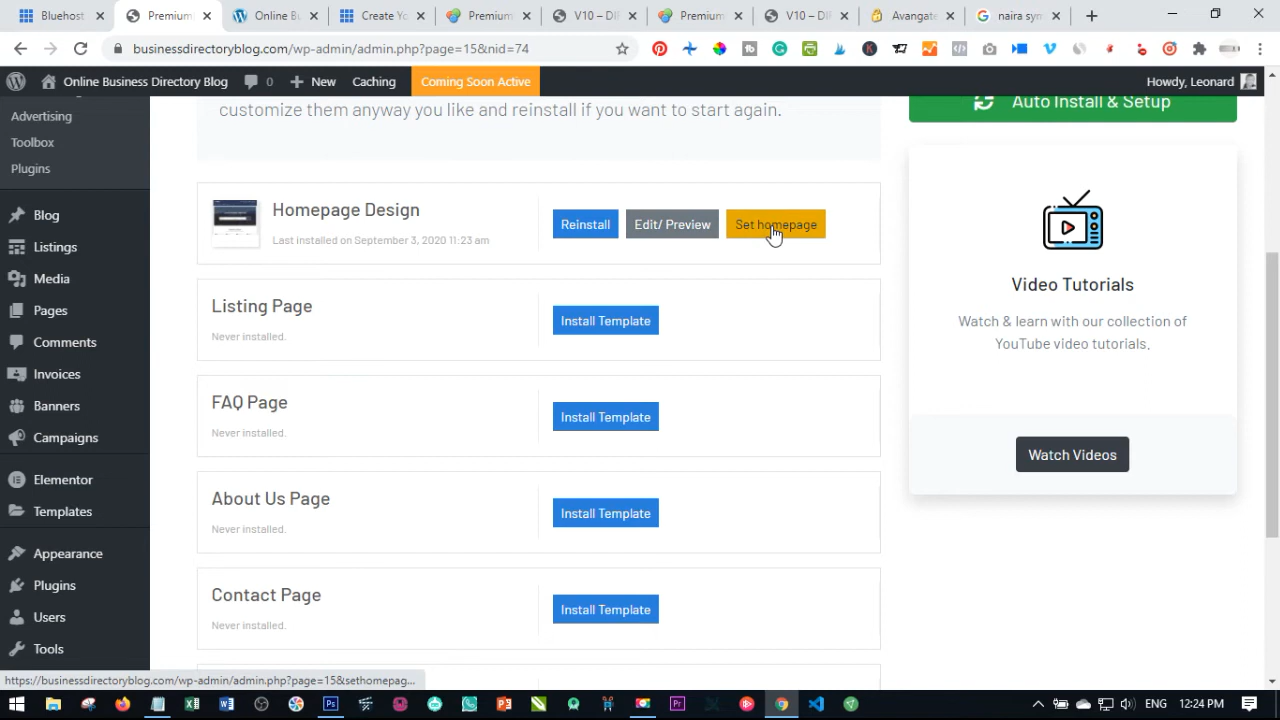 Bluehost
Premium
Online B
Create Yo
Premium
V10 – DI
Premium
V10 – DI
Avangate
naira sym
businessdirectoryblog.com/wp-admin/admin.php?page=15&nid=74
Online Business Directory Blog
0
New
Caching
Coming Soon Active
Howdy, Leonard
customize them anyway you like and reinstall if you want to start again.
Auto Install & Setup
Advertising
Toolbox
Plugins
Blog
Listings
Media
Pages
Comments
Invoices
Banners
Campaigns
Elementor
Templates
Appearance
Plugins
Users
Tools
Homepage Design
Last installed on September 3, 2020 11:23 am
Reinstall
Edit/ Preview
Set homepage
Listing Page
Never installed.
Install Template
FAQ Page
Never installed.
Install Template
About Us Page
Never installed.
Install Template
Contact Page
Never installed.
Install Template
Video Tutorials
Watch & learn with our collection of
YouTube video tutorials.
Watch Videos
https://businessdirectoryblog.com/wp-admin/admin.php?page=15&sethomepag...
ENG
12:24 PM